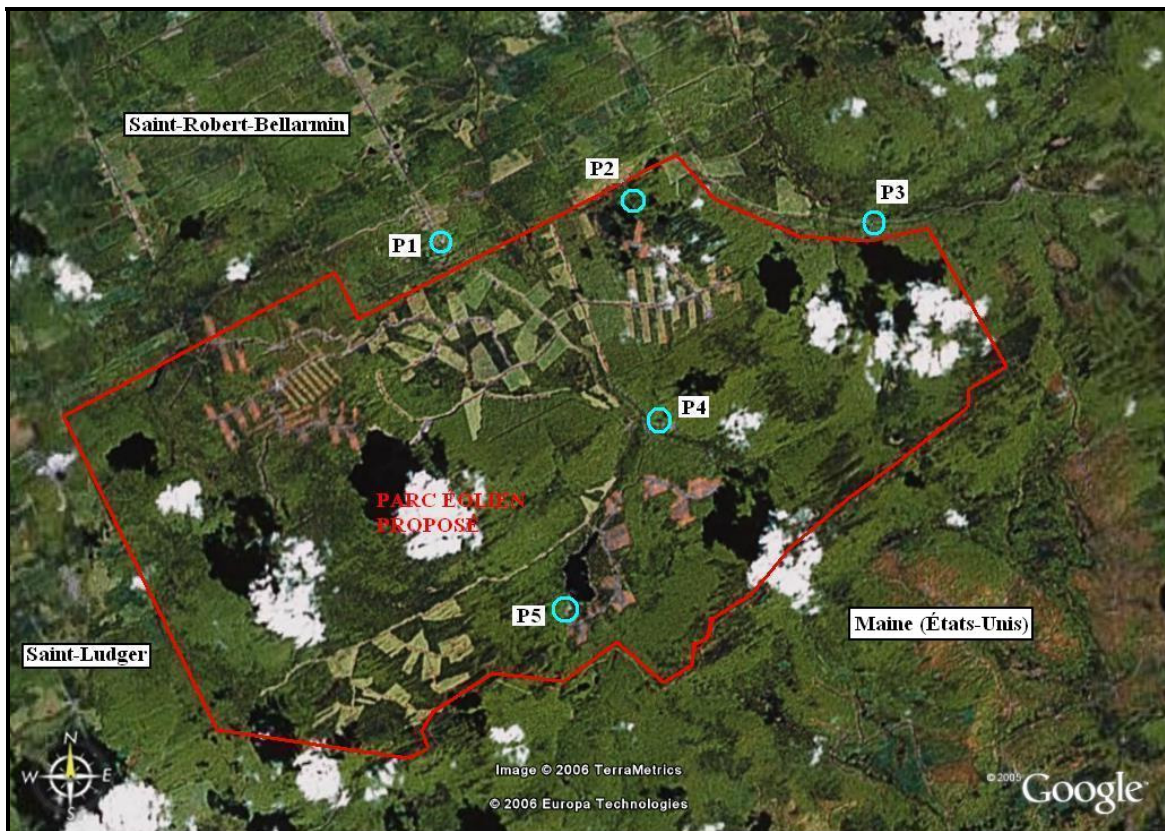 Saint-Robert-Bellarmin
P2
P3
P1
P4
PARC ÉOLIEN
PROPOSÉ
P5
Maine (États-Unis)
Saint-Ludger
N
W E
S
Image © 2006 TerraMetrics
© 2006 Europa Technologies
© 2005 Google